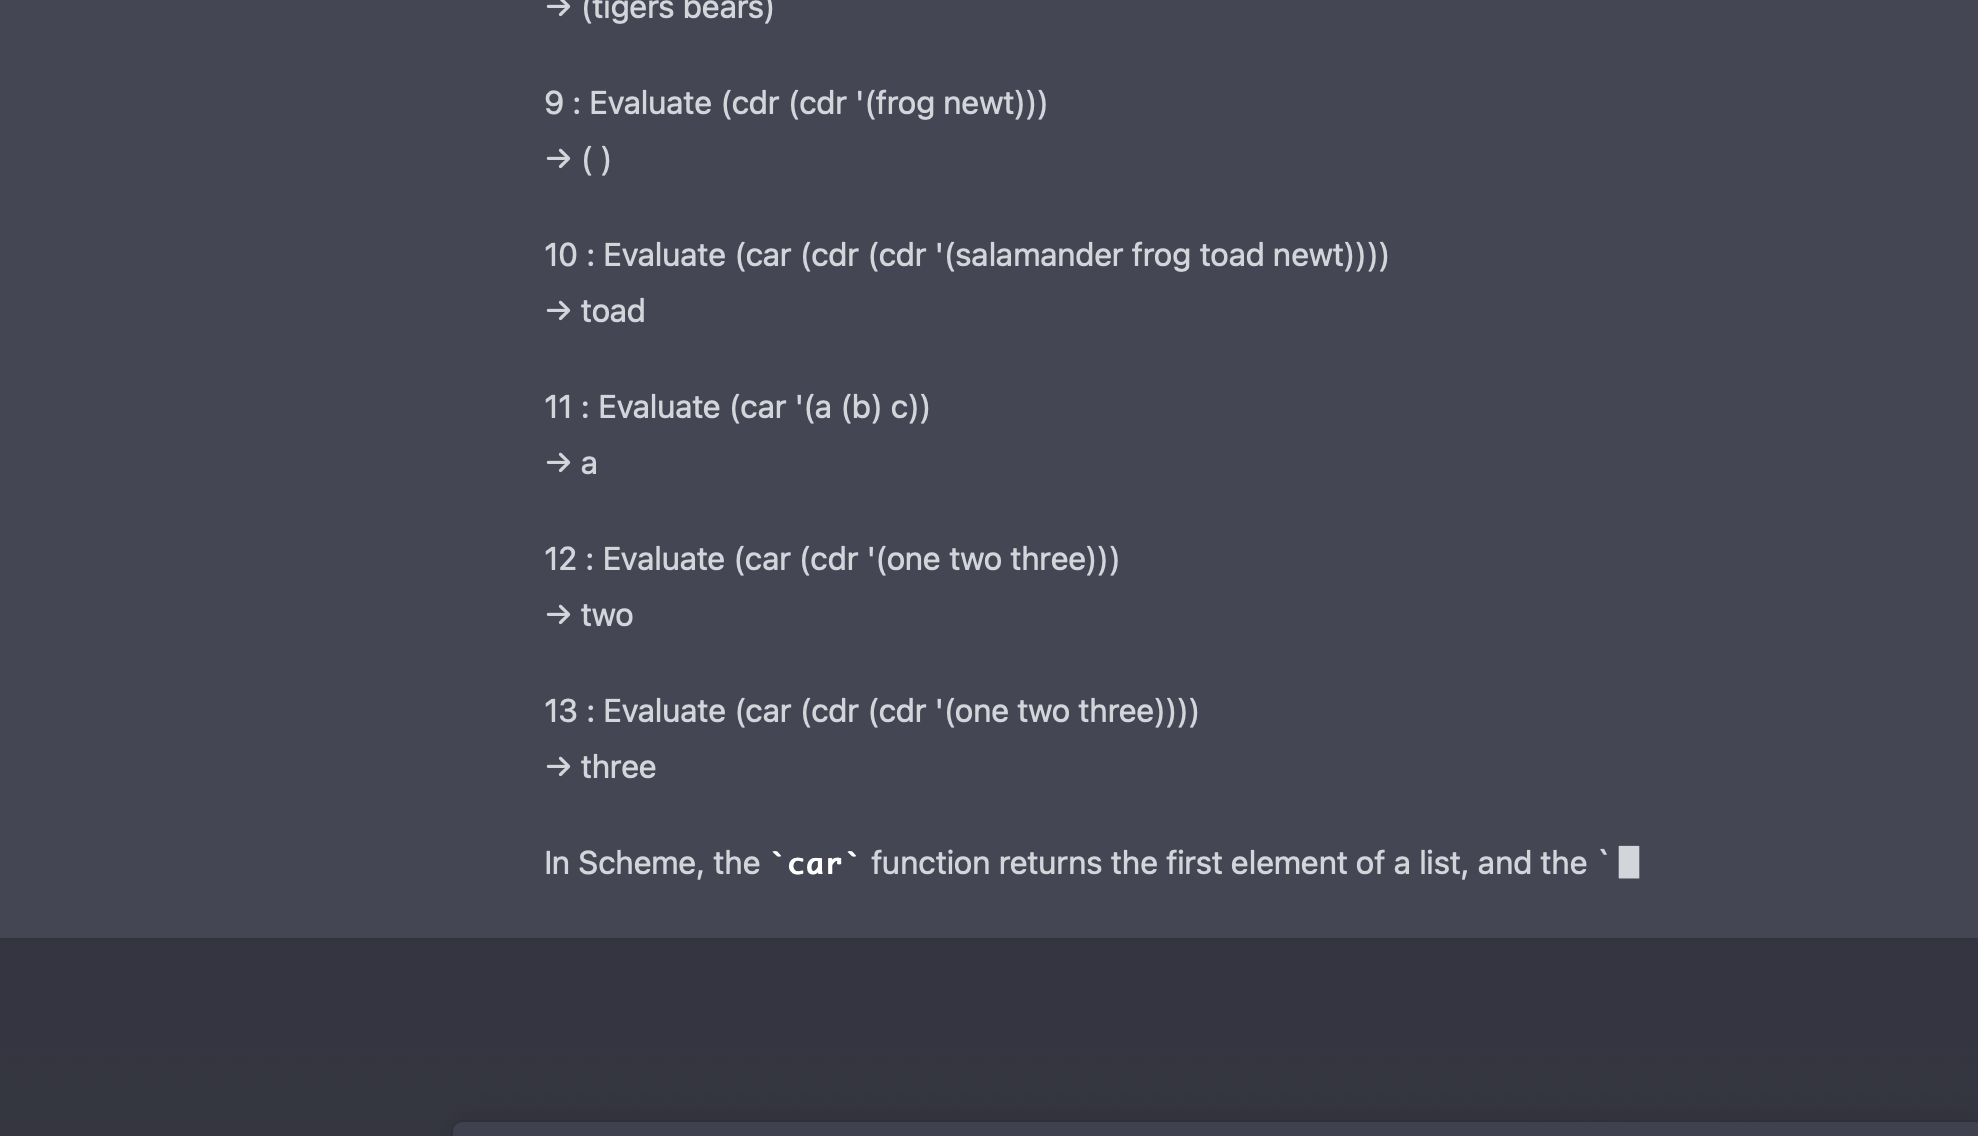 → (tigers bears)
9 : Evaluate (cdr (cdr '(frog newt)))
→ ( )
10 : Evaluate (car (cdr (cdr '(salamander frog toad newt))))
→ toad
11 : Evaluate (car '(a (b) c))
→ a
12 : Evaluate (car (cdr '(one two three)))
→ two
13 : Evaluate (car (cdr (cdr '(one two three))))
→ three
In Scheme, the `car` function returns the first element of a list, and the `